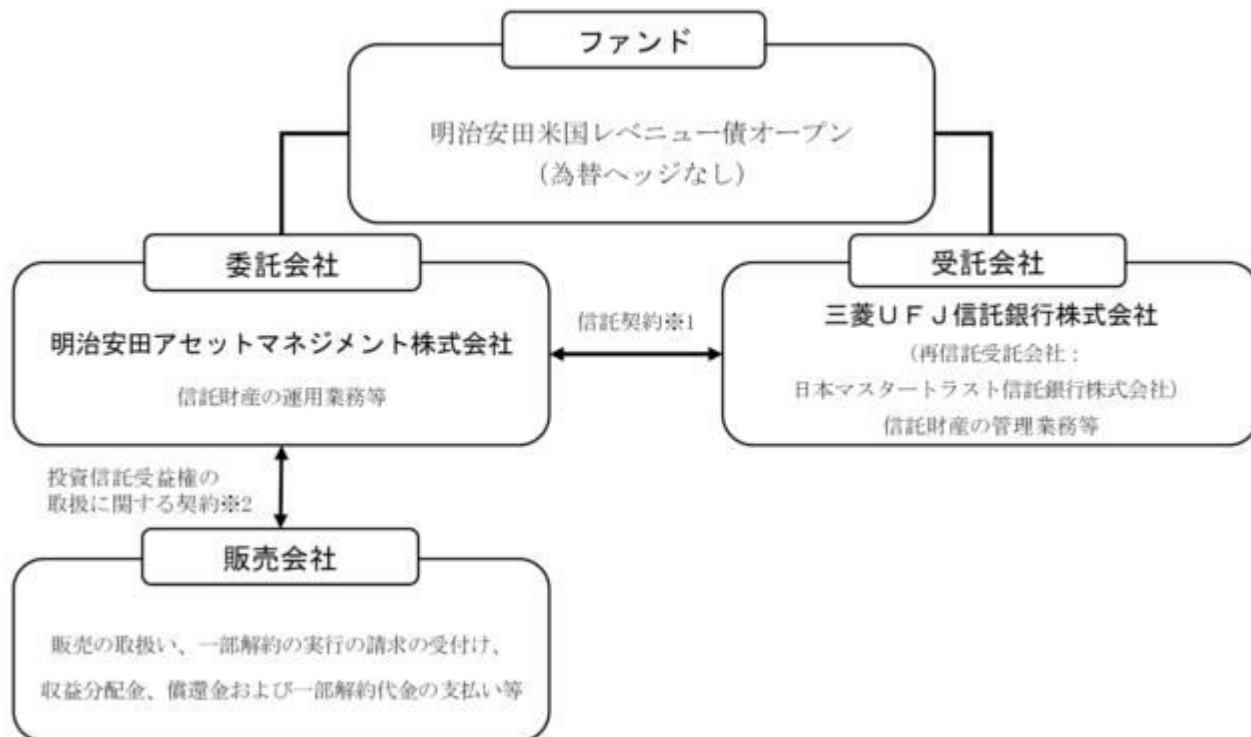 ファンド
明治安田米国レベニュー債オープン
(為替ヘッジなし)
委託会社
明治安田アセットマネジメント株式会社
信託財産の運用業務等
信託契約※1
受託会社
三菱UFJ信託銀行株式会社
(再信託受託会社:
日本マスタートラスト信託銀行株式会社)
信託財産の管理業務等
投資信託受益権の
取扱に関する契約※2
販売会社
販売の取扱い、一部解約の実行の請求の受付け、
収益分配金、償還金および一部解約代金の支払い等